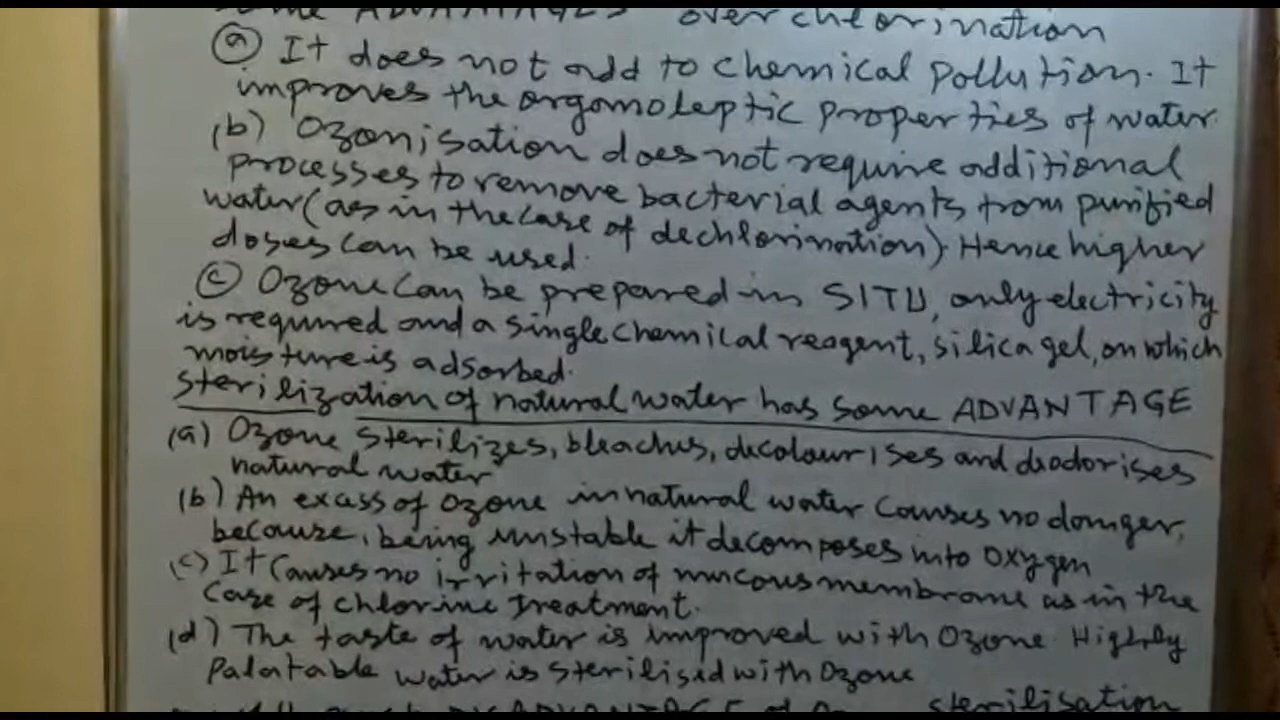 ADVANTAGES over chlorination
(a) It does not add to chemical pollution. It
improves the orgamoleptic properties of water.
(b) Ozonisation does not require additional
processes to remove bacterial agents from purified
water (as in the case of dechlorination). Hence higher
doses can be used.
(c) Ozone can be prepared in SITU, only electricity
is required and a single chemical reagent, silica gel, on which
moisture is adsorbed.
Sterilization of natural water has some ADVANTAGE
(a) Ozone sterilizes, bleaches, decolourises and deodorises
natural water
(b) An excess of Ozone in natural water causes no danger,
because, being unstable it decomposes into oxygen
(c) It causes no irritation of mucous membrane as in the
case of chlorine treatment.
(d) The taste of water is improved with Ozone. Highly
Palatable water is sterilised with Ozone
DISADVANTAGE of sterilisation